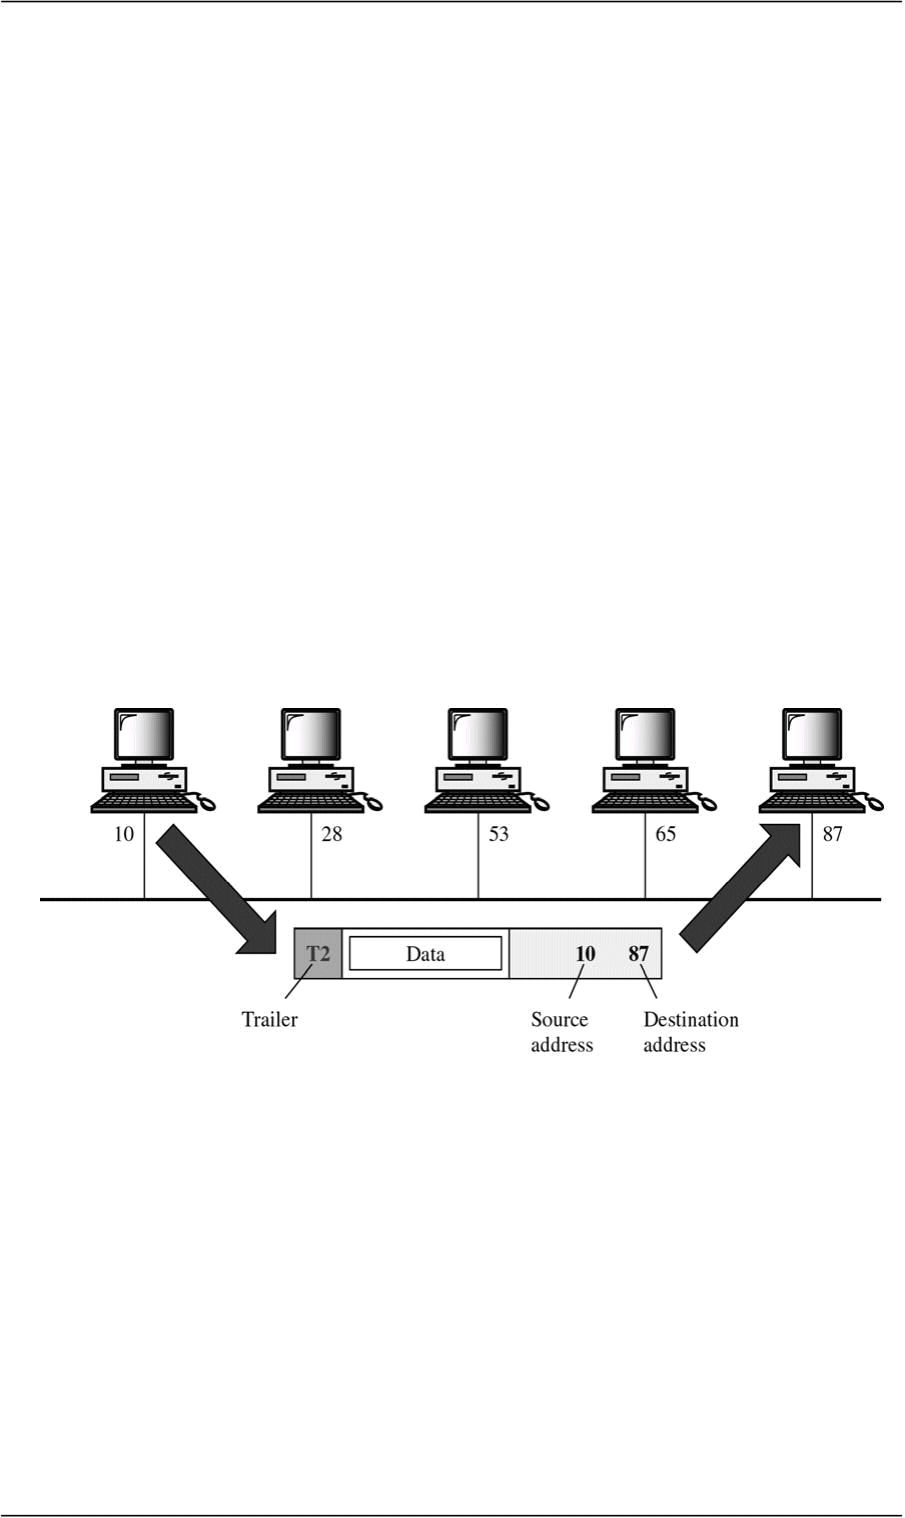 10
28
53
65
87
T2
Data
10
87
Trailer
Source
address
Destination
address